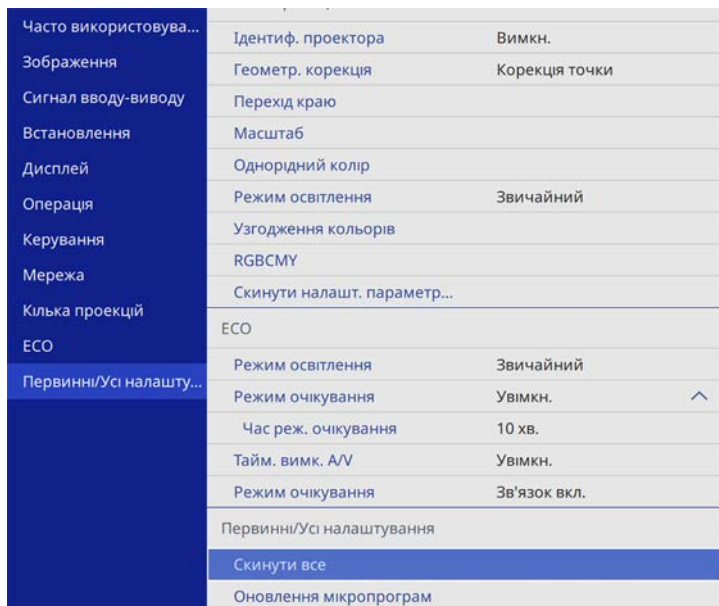 Часто використовува...
Зображення
Сигнал вводу-виводу
Встановлення
Дисплей
Операція
Керування
Мережа
Кілька проекцій
ECO
Первинні/Усі налашту...
Ідентиф. проектора Вимкн.
Геометр. корекція Корекція точки
Перехід краю
Масштаб
Однорідний колір
Режим освітлення Звичайний
Узгодження кольорів
RGBCMY
Скинути налашт. параметр...
ECO
Режим освітлення Звичайний
Режим очікування Увімкн.
Час реж. очікування 10 хв.
Тайм. вимк. A/V Увімкн.
Режим очікування Зв'язок вкл.
Первинні/Усі налаштування
Скинути все
Оновлення мікропрограм